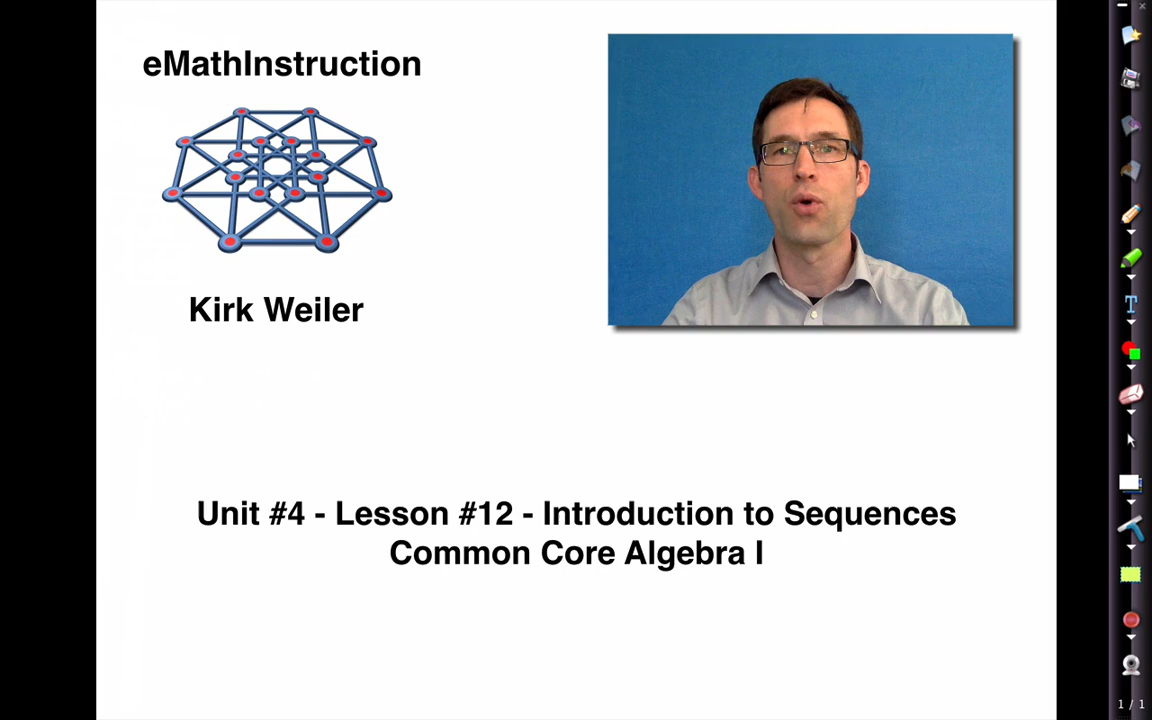 eMathInstruction
Kirk Weiler
Unit #4 - Lesson #12 - Introduction to Sequences
Common Core Algebra I
T
1 / 1